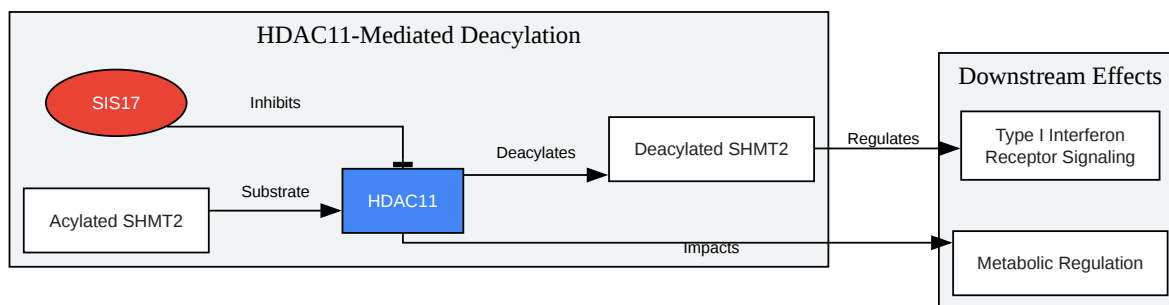 HDAC11-Mediated Deacylation
Downstream Effects
SIS17
Inhibits
Deacylates
Deacylated SHMT2
Regulates
Type I Interferon
Receptor Signaling
Acylated SHMT2
Substrate
HDAC11
Impacts
Metabolic Regulation